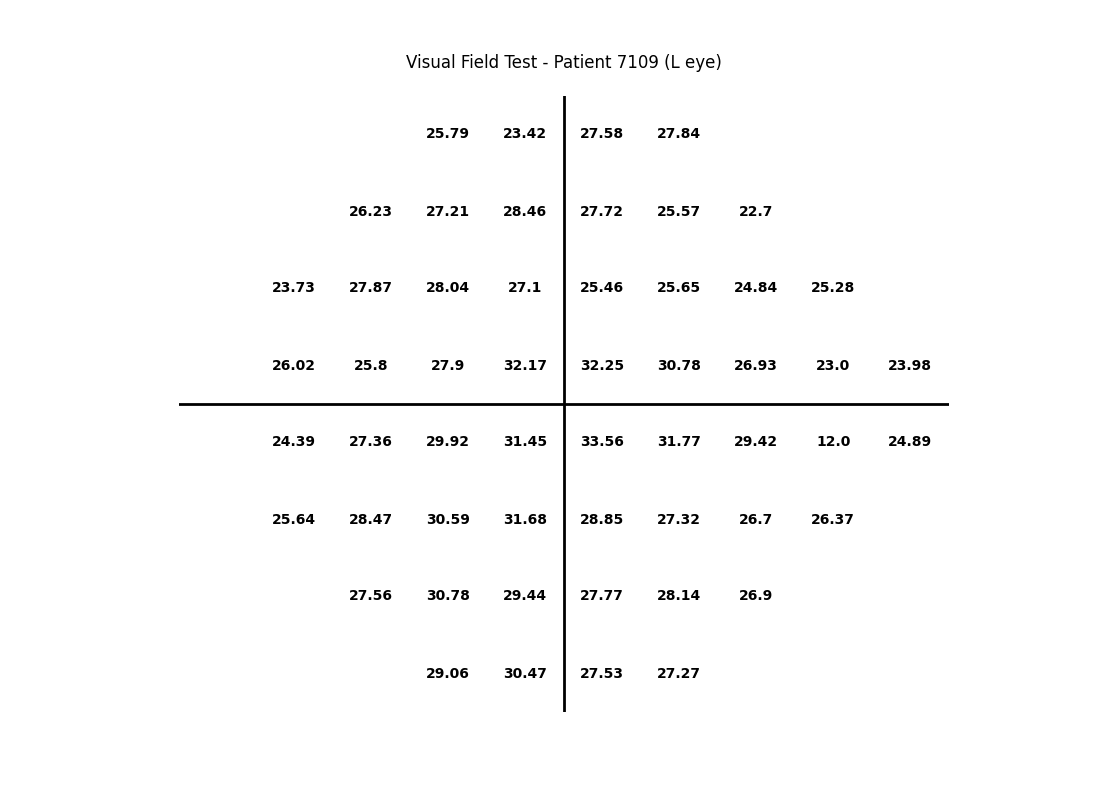 Visual Field Test - Patient 7109 (L eye)
25.79 23.42 27.58 27.84
26.23 27.21 28.46 27.72 25.57 22.7
23.73 27.87 28.04 27.1 25.46 25.65 24.84 25.28
26.02 25.8 27.9 32.17 32.25 30.78 26.93 23.0 23.98
24.39 27.36 29.92 31.45 33.56 31.77 29.42 12.0 24.89
25.64 28.47 30.59 31.68 28.85 27.32 26.7 26.37
27.56 30.78 29.44 27.77 28.14 26.9
29.06 30.47 27.53 27.27